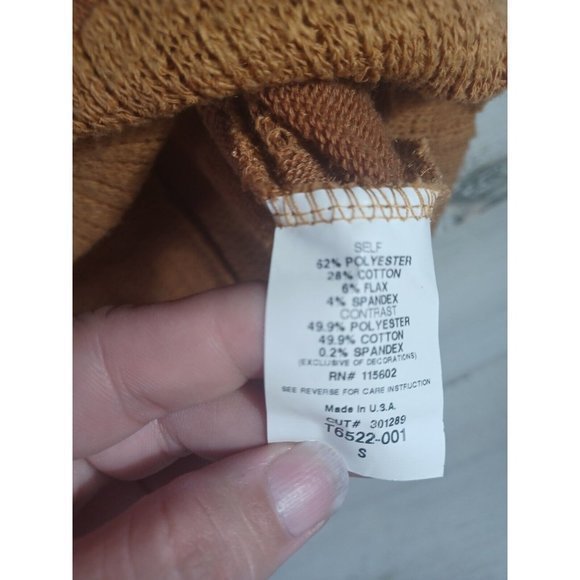 SELF
62% POLYESTER
28% COTTON
6% FLAX
4% SPANDEX
CONTRAST
49.9% POLYESTER
49.9% COTTON
0.2% SPANDEX
(EXCLUSIVE OF DECORATIONS)
RN# 115602
SEE REVERSE FOR CARE INSTRUCTION
Made in U.S.A.
CUT# 301289
T6522-001
S